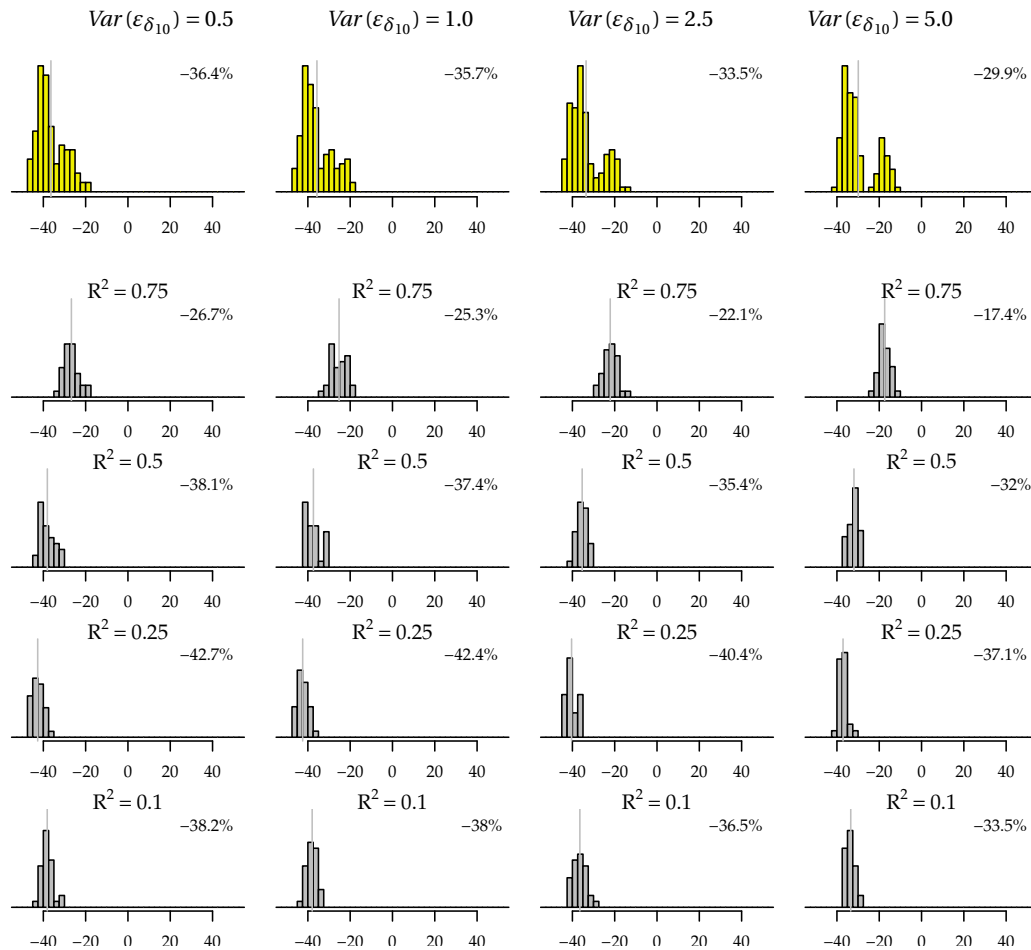 Var(ε_δ₁₀) = 0.5 Var(ε_δ₁₀) = 1.0 Var(ε_δ₁₀) = 2.5 Var(ε_δ₁₀) = 5.0
−36.4% −35.7% −33.5% −29.9%
−40 −20 0 20 40 −40 −20 0 20 40 −40 −20 0 20 40 −40 −20 0 20 40
R² = 0.75 R² = 0.75 R² = 0.75 R² = 0.75
−26.7% −25.3% −22.1% −17.4%
−40 −20 0 20 40 −40 −20 0 20 40 −40 −20 0 20 40 −40 −20 0 20 40
R² = 0.5 R² = 0.5 R² = 0.5 R² = 0.5
−38.1% −37.4% −35.4% −32%
−40 −20 0 20 40 −40 −20 0 20 40 −40 −20 0 20 40 −40 −20 0 20 40
R² = 0.25 R² = 0.25 R² = 0.25 R² = 0.25
−42.7% −42.4% −40.4% −37.1%
−40 −20 0 20 40 −40 −20 0 20 40 −40 −20 0 20 40 −40 −20 0 20 40
R² = 0.1 R² = 0.1 R² = 0.1 R² = 0.1
−38.2% −38% −36.5% −33.5%
−40 −20 0 20 40 −40 −20 0 20 40 −40 −20 0 20 40 −40 −20 0 20 40